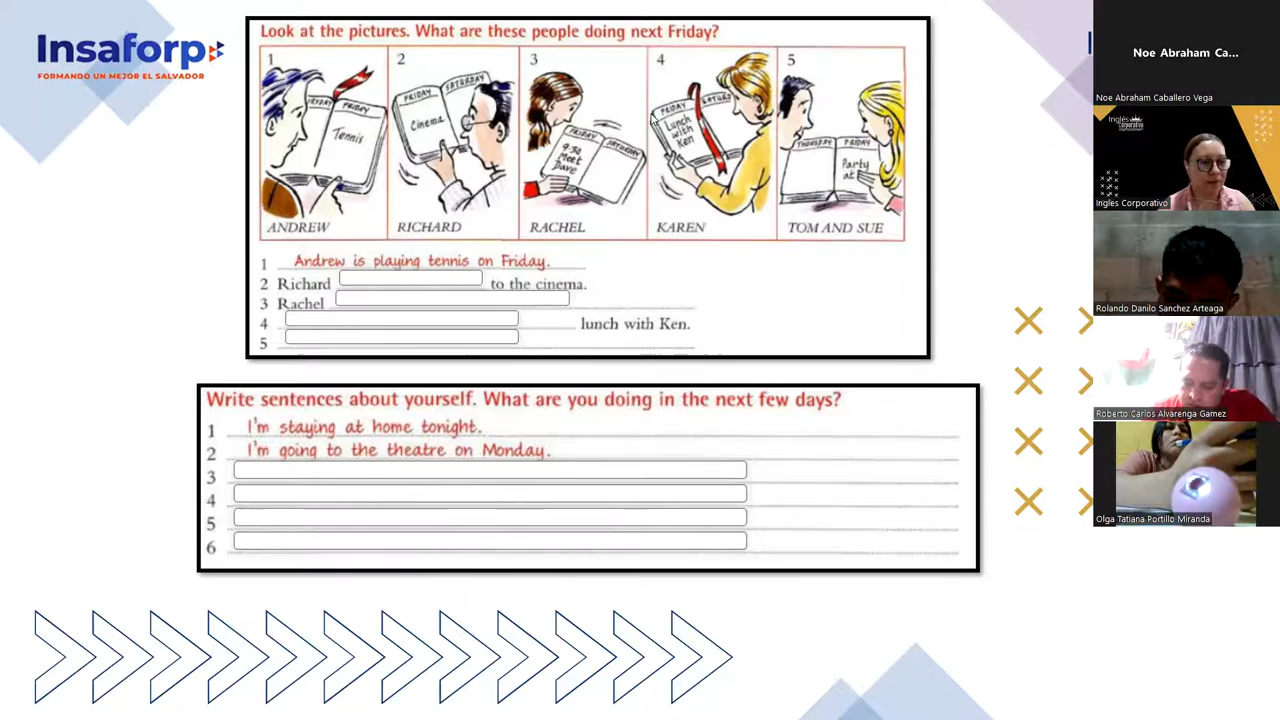 Insaforp
FORMANDO UN MEJOR EL SALVADOR
Look at the pictures. What are these people doing next Friday?
1
2
3
4
5
FRIDAY
Tennis
FRIDAY
SATURDAY
Cinema
FRIDAY
SATURDAY
9.30
Meet
Dave
FRIDAY
Lunch
with
Ken
THURSDAY
FRIDAY
Party
at
ANDREW
RICHARD
RACHEL
KAREN
TOM AND SUE
1 Andrew is playing tennis on Friday.
2 Richard to the cinema.
3 Rachel
4 lunch with Ken.
5
Write sentences about yourself. What are you doing in the next few days?
1 I'm staying at home tonight.
2 I'm going to the theatre on Monday.
3
4
5
6
Noe Abraham Ca...
Noe Abraham Caballero Vega
Inglés
Corporativo
Ingles Corporativo
Rolando Danilo Sanchez Arteaga
Roberto Carlos Alvarenga Gamez
Olga Tatiana Portillo Miranda